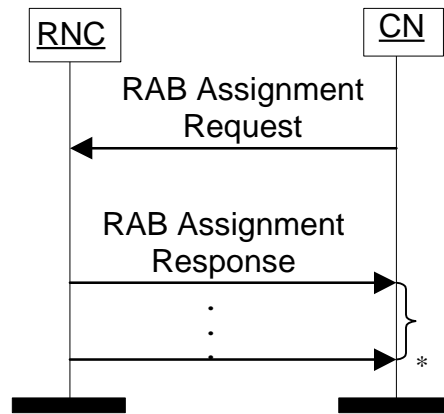 RNC
CN
RAB Assignment
Request
RAB Assignment
Response
.
.
.
*